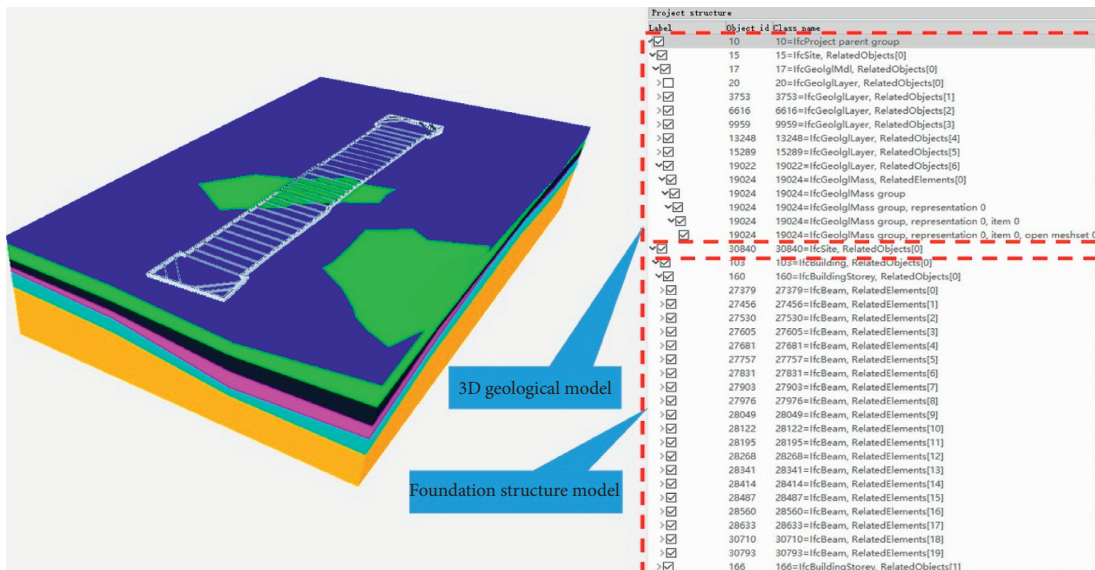 Project structure
Label Object id Class name
10 10=IfcProject parent group
15 15=IfcSite, RelatedObjects[0]
17 17=IfcGeolglMdl, RelatedObjects[0]
20 20=IfcGeolglLayer, RelatedObjects[0]
3753 3753=IfcGeolglLayer, RelatedObjects[1]
6616 6616=IfcGeolglLayer, RelatedObjects[2]
9959 9959=IfcGeolglLayer, RelatedObjects[3]
13248 13248=IfcGeolglLayer, RelatedObjects[4]
15289 15289=IfcGeolglLayer, RelatedObjects[5]
19022 19022=IfcGeolglLayer, RelatedObjects[6]
19024 19024=IfcGeolglMass, RelatedElements[0]
19024 19024=IfcGeolglMass group
19024 19024=IfcGeolglMass group, representation 0
19024 19024=IfcGeolglMass group, representation 0, item 0
19024 19024=IfcGeolglMass group, representation 0, item 0, open meshset 0
30840 30840=IfcSite, RelatedObjects[0]
103 103=IfcBuilding, RelatedObjects[0]
160 160=IfcBuildingStorey, RelatedObjects[0]
27379 27379=IfcBeam, RelatedElements[0]
27456 27456=IfcBeam, RelatedElements[1]
27530 27530=IfcBeam, RelatedElements[2]
27605 27605=IfcBeam, RelatedElements[3]
27681 27681=IfcBeam, RelatedElements[4]
27757 27757=IfcBeam, RelatedElements[5]
27831 27831=IfcBeam, RelatedElements[6]
27903 27903=IfcBeam, RelatedElements[7]
27976 27976=IfcBeam, RelatedElements[8]
28049 28049=IfcBeam, RelatedElements[9]
28122 28122=IfcBeam, RelatedElements[10]
28195 28195=IfcBeam, RelatedElements[11]
28268 28268=IfcBeam, RelatedElements[12]
28341 28341=IfcBeam, RelatedElements[13]
28414 28414=IfcBeam, RelatedElements[14]
28487 28487=IfcBeam, RelatedElements[15]
28560 28560=IfcBeam, RelatedElements[16]
28633 28633=IfcBeam, RelatedElements[17]
30710 30710=IfcBeam, RelatedElements[18]
30793 30793=IfcBeam, RelatedElements[19]
166 166=IfcBuildingStorey, RelatedObjects[1]
3D geological model
Foundation structure model